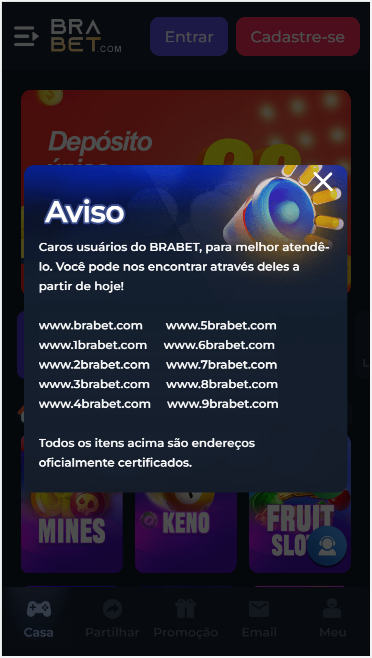 BRA
BET.COM
Entrar
Cadastre-se
Depósito
único
Aviso
Caros usuários do BRABET, para melhor atendê-
lo. Você pode nos encontrar através deles a
partir de hoje!
www.brabet.com www.5brabet.com
www.1brabet.com www.6brabet.com
www.2brabet.com www.7brabet.com
www.3brabet.com www.8brabet.com
www.4brabet.com www.9brabet.com
Todos os itens acima são endereços
oficialmente certificados.
MINES
KENO
FRUIT
Casa
Partilhar
Promoção
Email
Meu